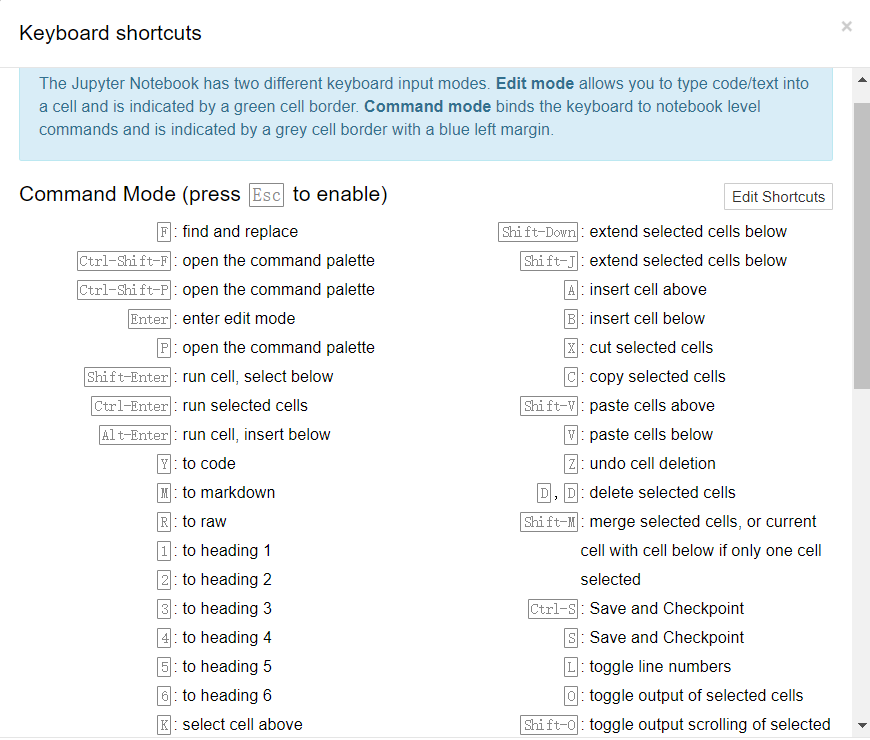 Keyboard shortcuts
×
The Jupyter Notebook has two different keyboard input modes. Edit mode allows you to type code/text into
a cell and is indicated by a green cell border. Command mode binds the keyboard to notebook level
commands and is indicated by a grey cell border with a blue left margin.
Command Mode (press Esc to enable)
Edit Shortcuts
F : find and replace
Ctrl-Shift-F : open the command palette
Ctrl-Shift-P : open the command palette
Enter : enter edit mode
P : open the command palette
Shift-Enter : run cell, select below
Ctrl-Enter : run selected cells
Alt-Enter : run cell, insert below
Y : to code
M : to markdown
R : to raw
1 : to heading 1
2 : to heading 2
3 : to heading 3
4 : to heading 4
5 : to heading 5
6 : to heading 6
K : select cell above
Shift-Down : extend selected cells below
Shift-J : extend selected cells below
A : insert cell above
B : insert cell below
X : cut selected cells
C : copy selected cells
Shift-V : paste cells above
V : paste cells below
Z : undo cell deletion
D , D : delete selected cells
Shift-M : merge selected cells, or current
cell with cell below if only one cell
selected
Ctrl-S : Save and Checkpoint
S : Save and Checkpoint
L : toggle line numbers
O : toggle output of selected cells
Shift-O : toggle output scrolling of selected